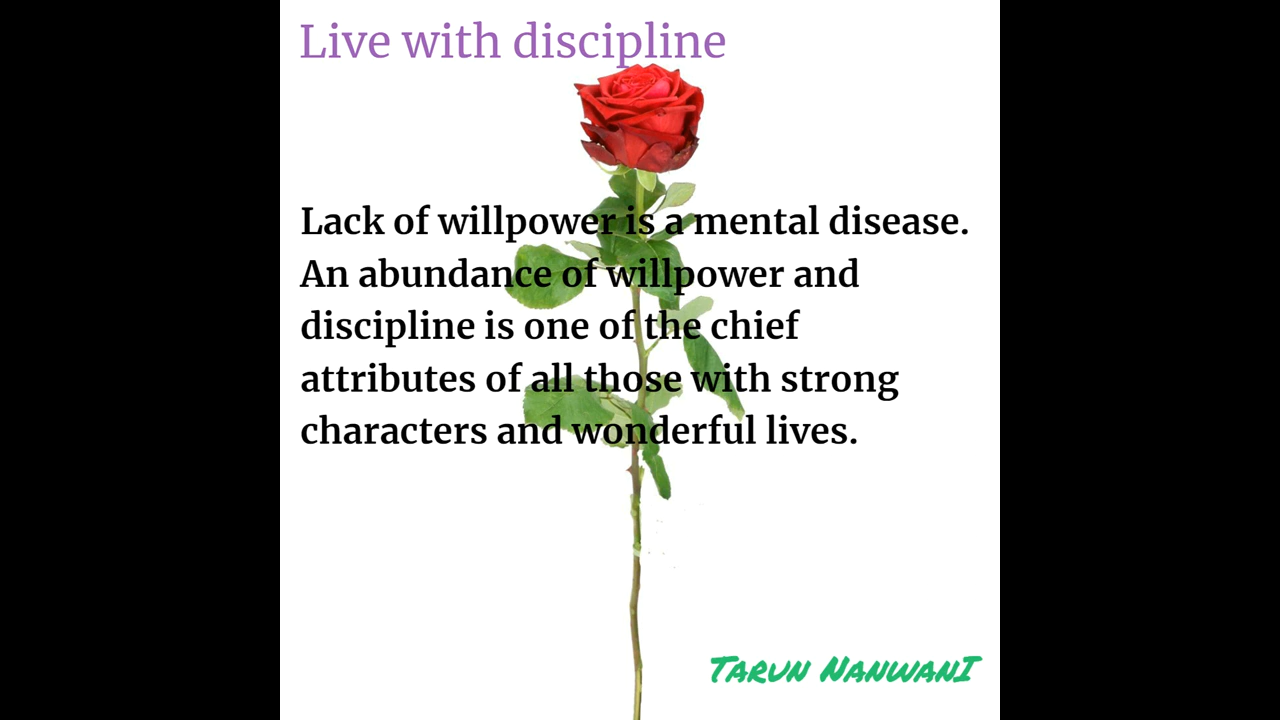 Live with discipline
Lack of willpower is a mental disease.
An abundance of willpower and
discipline is one of the chief
attributes of all those with strong
characters and wonderful lives.
Tarun Nanwani